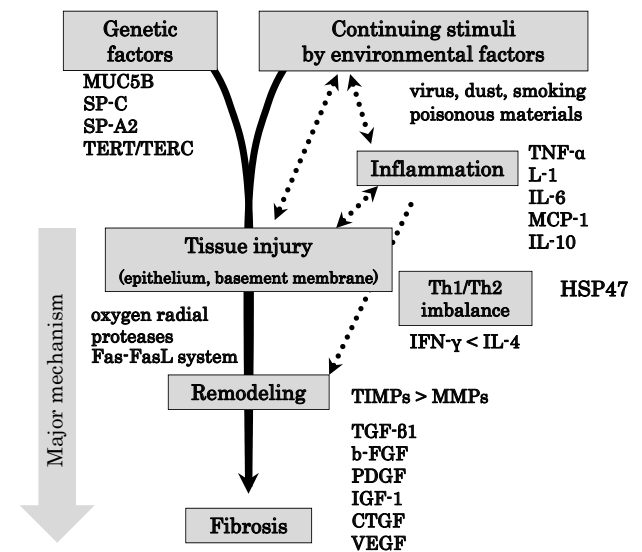 Genetic
factors
Continuing stimuli
by environmental factors
MUC5B
SP-C
SP-A2
TERT/TERC
virus, dust, smoking
poisonous materials
Inflammation
TNF-α
L-1
IL-6
MCP-1
IL-10
Tissue injury
(epithelium, basement membrane)
Th1/Th2
imbalance
HSP47
IFN-γ < IL-4
oxygen radial
proteases
Fas-FasL system
Major mechanism
Remodeling
TIMPs > MMPs
TGF-β1
b-FGF
PDGF
IGF-1
CTGF
VEGF
Fibrosis